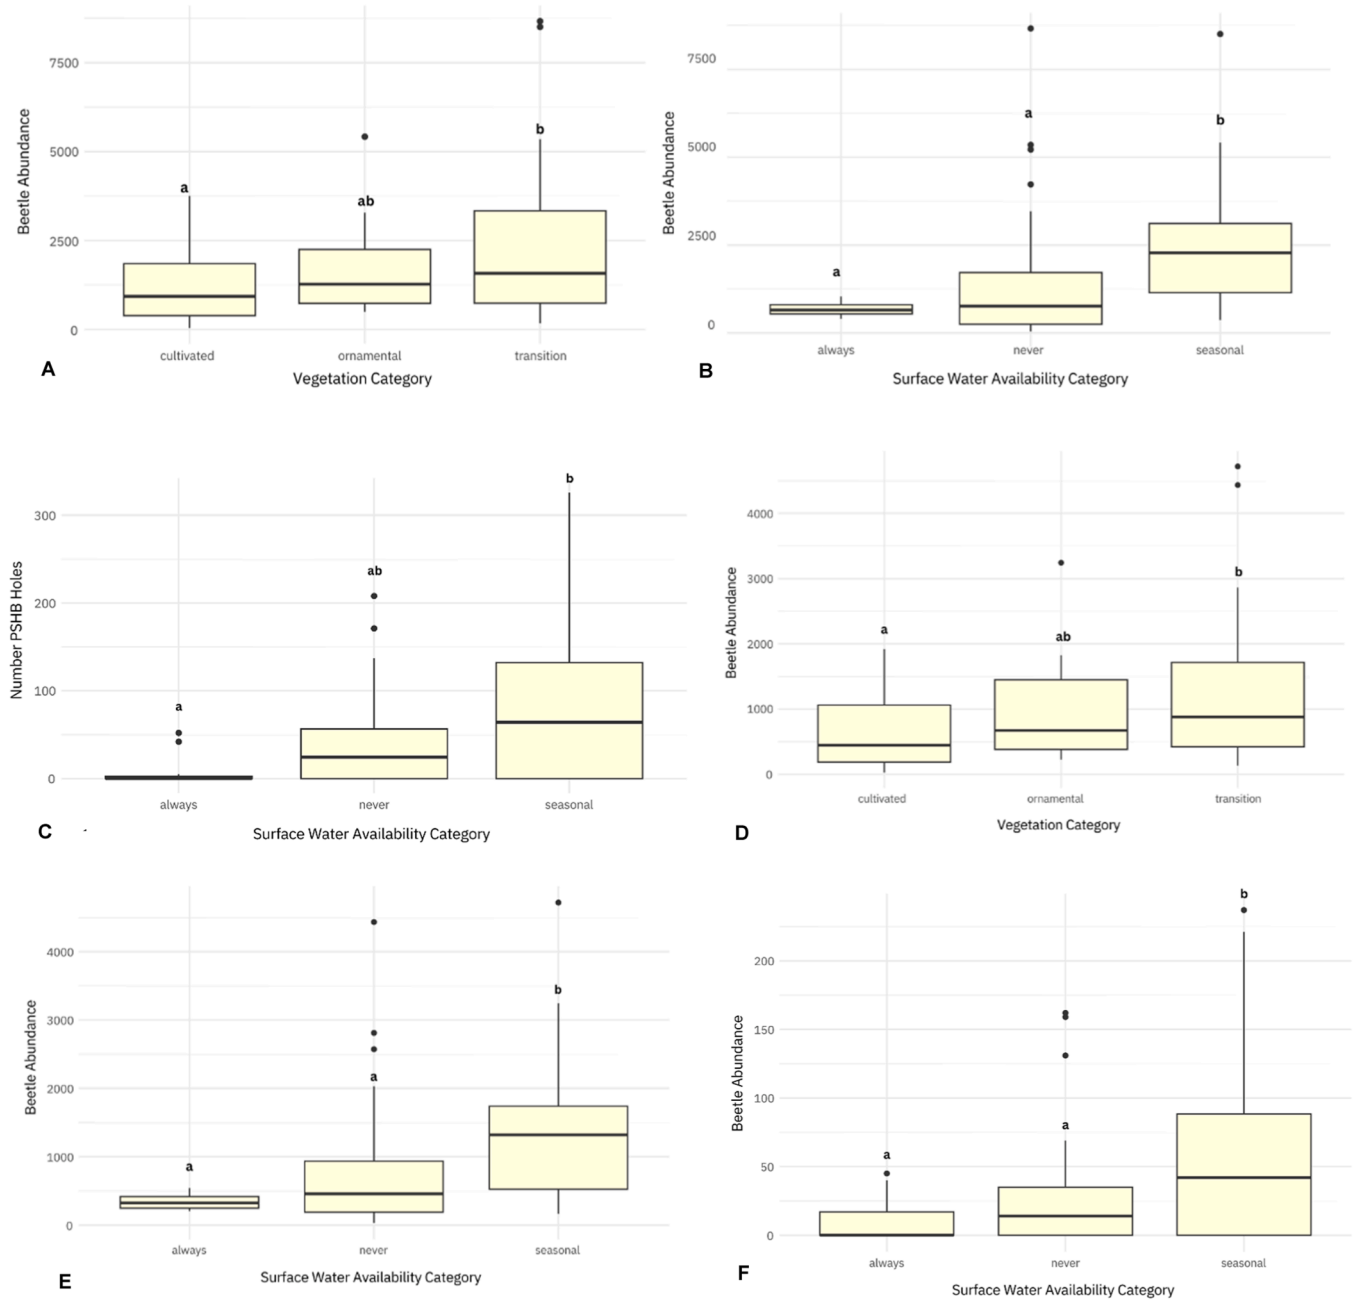 Beetle Abundance
7500
5000
2500
0
a
ab
b
cultivated
ornamental
transition
Vegetation Category
A
Beetle Abundance
7500
5000
2500
0
a
a
b
always
never
seasonal
Surface Water Availability Category
B
Number PSHB Holes
300
200
100
0
a
ab
b
always
never
seasonal
Surface Water Availability Category
C
Beetle Abundance
4000
3000
2000
1000
0
a
ab
b
cultivated
ornamental
transition
Vegetation Category
D
Beetle Abundance
4000
3000
2000
1000
0
a
a
b
always
never
seasonal
Surface Water Availability Category
E
Beetle Abundance
200
150
100
50
0
a
a
b
always
never
seasonal
Surface Water Availability Category
F